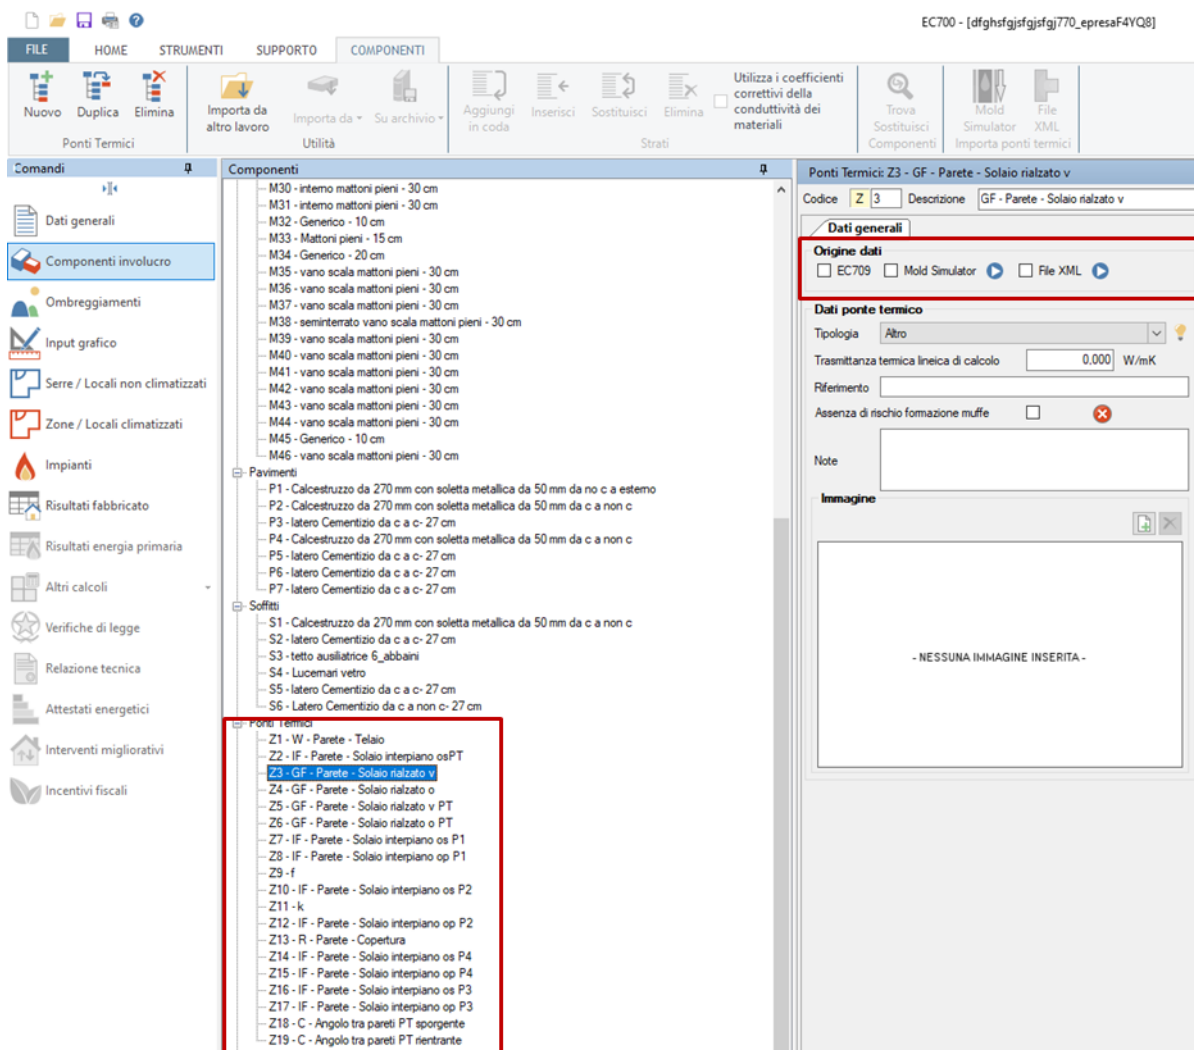 EC700 - [dfghsfgjsfgjsfgj770_epresaF4YQ8]
FILE HOME STRUMENTI SUPPORTO COMPONENTI
Nuovo Duplica Elimina
Ponti Termici
Importa da altro lavoro
Importa da
Su archivio
Utilità
Aggiungi in coda
Inserisci
Sostituisci
Elimina
Utilizza i coefficienti
correttivi della
conduttività dei
materiali
Strati
Trova
Sostituisci
Componenti
Mold
Simulator
File
XML
Importa ponti termici
Comandi
Dati generali
Componenti involucro
Ombreggiamenti
Input grafico
Serre / Locali non climatizzati
Zone / Locali climatizzati
Impianti
Risultati fabbricato
Risultati energia primaria
Altri calcoli
Verifiche di legge
Relazione tecnica
Attestati energetici
Interventi migliorativi
Incentivi fiscali
Componenti
M30 - interno mattoni pieni - 30 cm
M31 - interno mattoni pieni - 30 cm
M32 - Generico - 10 cm
M33 - Mattoni pieni - 15 cm
M34 - Generico - 20 cm
M35 - vano scala mattoni pieni - 30 cm
M36 - vano scala mattoni pieni - 30 cm
M37 - vano scala mattoni pieni - 30 cm
M38 - seminterrato vano scala mattoni pieni - 30 cm
M39 - vano scala mattoni pieni - 30 cm
M40 - vano scala mattoni pieni - 30 cm
M41 - vano scala mattoni pieni - 30 cm
M42 - vano scala mattoni pieni - 30 cm
M43 - vano scala mattoni pieni - 30 cm
M44 - vano scala mattoni pieni - 30 cm
M45 - Generico - 10 cm
M46 - vano scala mattoni pieni - 30 cm
Pavimenti
P1 - Calcestruzzo da 270 mm con soletta metallica da 50 mm da no c a esterno
P2 - Calcestruzzo da 270 mm con soletta metallica da 50 mm da c a non c
P3 - latero Cementizio da c a c- 27 cm
P4 - Calcestruzzo da 270 mm con soletta metallica da 50 mm da c a non c
P5 - latero Cementizio da c a c- 27 cm
P6 - latero Cementizio da c a c- 27 cm
P7 - latero Cementizio da c a c- 27 cm
Soffitti
S1 - Calcestruzzo da 270 mm con soletta metallica da 50 mm da c a non c
S2 - latero Cementizio da c a c- 27 cm
S3 - tetto ausiliatrice 6_abbaini
S4 - Lucernari vetro
S5 - latero Cementizio da c a c- 27 cm
S6 - Latero Cementizio da c a non c- 27 cm
Ponti Termici
Z1 - W - Parete - Telaio
Z2 - IF - Parete - Solaio interpiano osPT
Z3 - GF - Parete - Solaio rialzato v
Z4 - GF - Parete - Solaio rialzato o
Z5 - GF - Parete - Solaio rialzato v PT
Z6 - GF - Parete - Solaio rialzato o PT
Z7 - IF - Parete - Solaio interpiano os P1
Z8 - IF - Parete - Solaio interpiano op P1
Z9 - f
Z10 - IF - Parete - Solaio interpiano os P2
Z11 - k
Z12 - IF - Parete - Solaio interpiano op P2
Z13 - R - Parete - Copertura
Z14 - IF - Parete - Solaio interpiano os P4
Z15 - IF - Parete - Solaio interpiano op P4
Z16 - IF - Parete - Solaio interpiano os P3
Z17 - IF - Parete - Solaio interpiano op P3
Z18 - C - Angolo tra pareti PT sporgente
Z19 - C - Angolo tra pareti PT rientrante
Ponti Termici: Z3 - GF - Parete - Solaio rialzato v
Codice Z 3 Descrizione GF - Parete - Solaio rialzato v
Dati generali
Origine dati
EC709 Mold Simulator File XML
Dati ponte termico
Tipologia Altro
Trasmittanza termica lineica di calcolo 0,000 W/mK
Riferimento
Assenza di rischio formazione muffe
Note
Immagine
- NESSUNA IMMAGINE INSERITA -